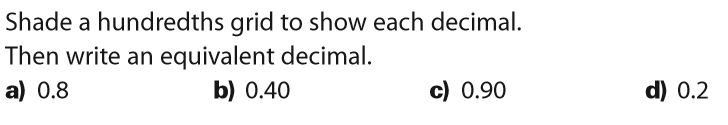 Shade a hundredths grid to show each decimal.
Then write an equivalent decimal.
a) 0.8 b) 0.40 c) 0.90 d) 0.2